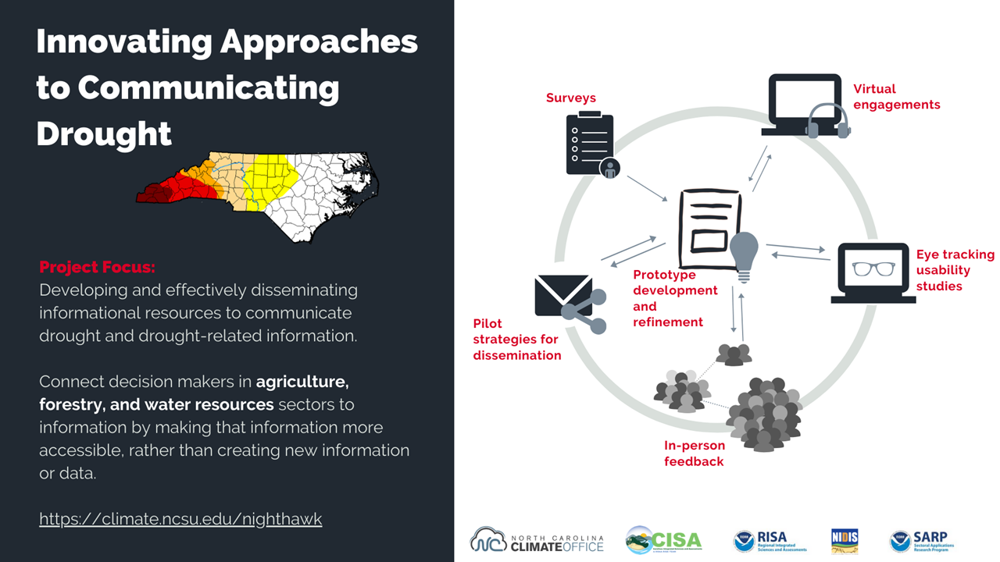 Innovating Approaches
to Communicating
Drought
Project Focus:
Developing and effectively disseminating
informational resources to communicate
drought and drought-related information.
Connect decision makers in agriculture,
forestry, and water resources sectors to
information by making that information more
accessible, rather than creating new information
or data.
https://climate.ncsu.edu/nighthawk
Surveys
Virtual
engagements
Eye tracking
usability
studies
Prototype
development
and
refinement
Pilot
strategies for
dissemination
In-person
feedback
NC
NORTH CAROLINA
CLIMATEOFFICE
CISA
RISA
Regional Integrated
Sciences and Assessments
NIDIS
SARP
Sectoral Applications
Research Program